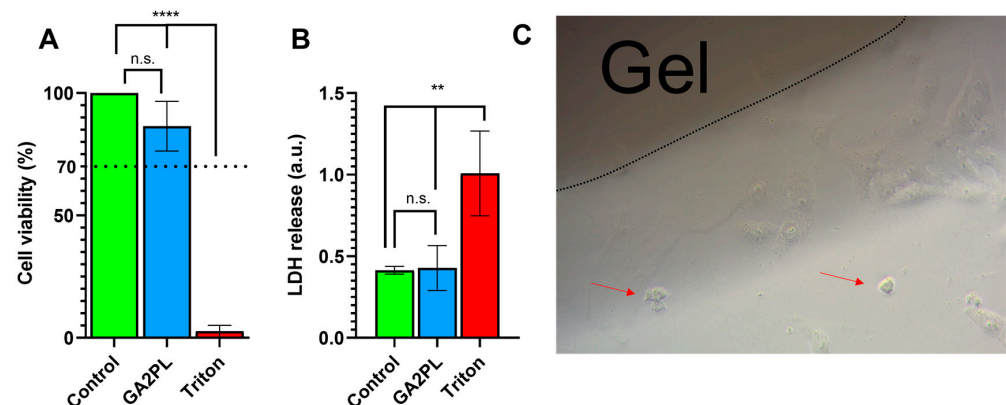 A
****
n.s.
Cell viability (%)
100
70
50
0
Control
GA2PL
Triton
B
**
n.s.
LDH release (a.u.)
1.5
1.0
0.5
0.0
Control
GA2PL
Triton
C
Gel